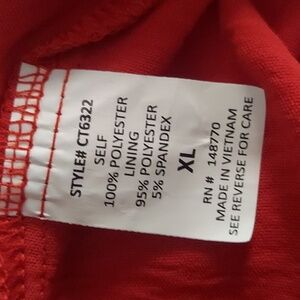 STYLE# CT6322
SELF
100% POLYESTER
LINING
95% POLYESTER
5% SPANDEX
XL
RN # 148770
MADE IN VIETNAM
SEE REVERSE FOR CARE